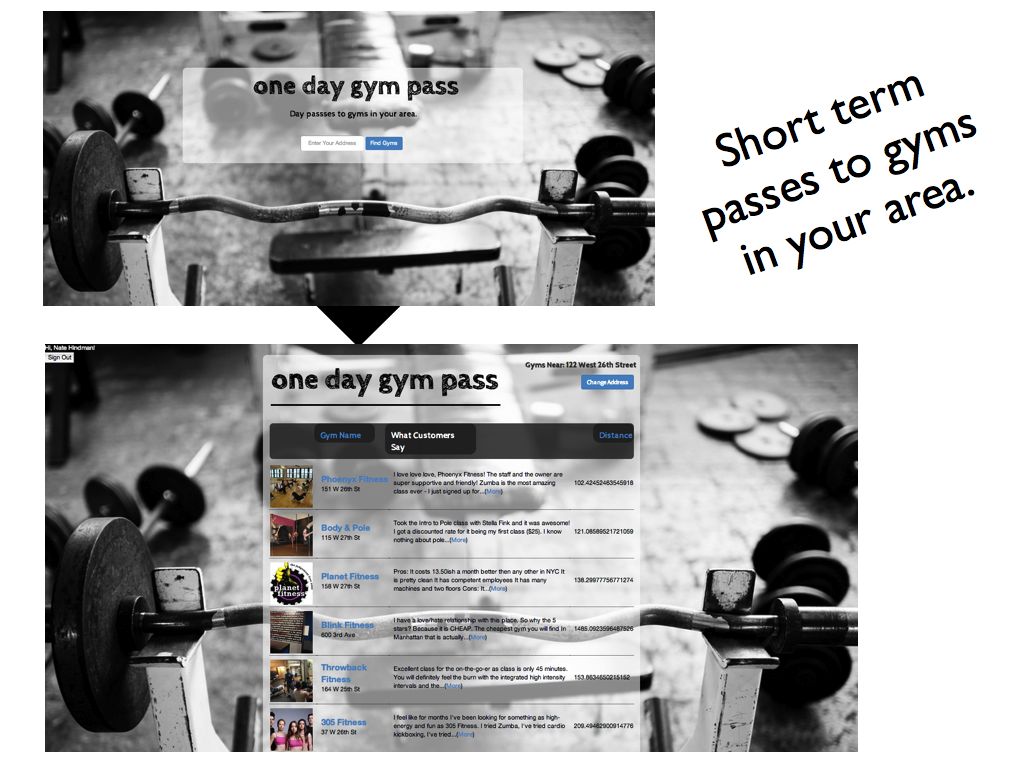 one day gym pass
Day passses to gyms in your area.
Enter Your Address Find Gyms
Short term
passes to gyms
in your area.
Hi, Nate Hindman!
Sign Out
Gyms Near: 122 West 26th Street
one day gym pass
Change Address
Gym Name What Customers Distance
Say
I love love love, Phoenyx Fitness! The staff and the owner are
Phoenyx Fitness super supportive and friendly! Zumba is the most amazing 102.42452463545918
151 W 26th St class ever - I just signed up for...(More)
Took the Intro to Pole class with Stella Fink and it was awesome!
Body & Pole I got a discounted rate for it being my first class ($25). I know 121.08589521721059
115 W 27th St nothing about pole...(More)
Pros: It costs 13.50ish a month better then any other in NYC It
Planet Fitness is pretty clean It has competent employees It has many 138.29977756771274
158 W 27th St machines and two floors Cons: It...(More)
planet
fitness
I have a love/hate relationship with this place. So why the 5
Blink Fitness stars? Because it is CHEAP. The cheapest gym you will find in 1485.0923596487526
600 3rd Ave Manhattan that is actually...(More)
Throwback Excellent class for the on-the-go-er as class is only 45 minutes.
Fitness You will definitely feel the burn with the integrated high intensity 153.8634650215152
164 W 25th St intervals and the...(More)
I feel like for months I've been looking for something as high-
305 Fitness energy and fun as 305 Fitness. I tried Zumba, I've tried cardio 209.49462900914776
37 W 26th St kickboxing, I've tried...(More)